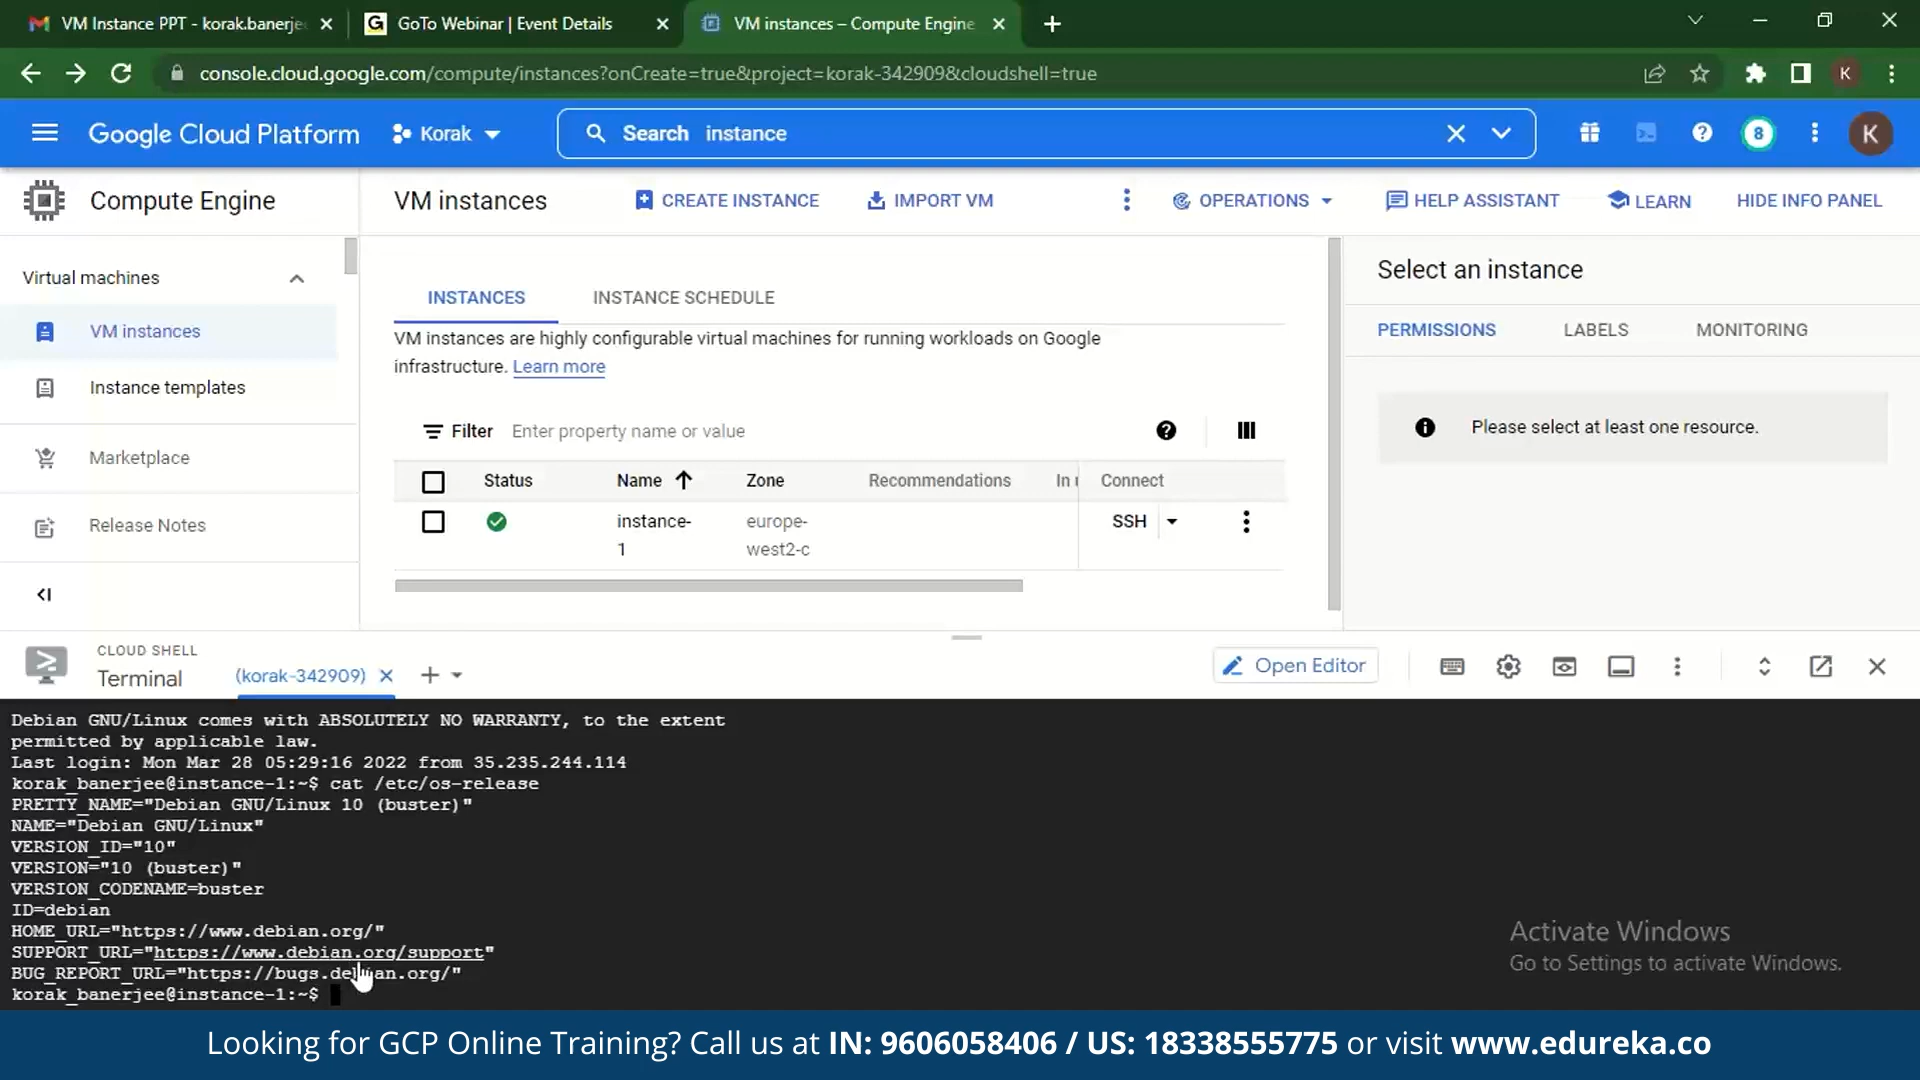 VM Instance PPT - korak.banerje
GoTo Webinar | Event Details
VM instances – Compute Engine
console.cloud.google.com/compute/instances?onCreate=true&project=korak-342909&cloudshell=true
K
Google Cloud Platform
Korak
Search instance
8
K
Compute Engine
VM instances
CREATE INSTANCE
IMPORT VM
OPERATIONS
HELP ASSISTANT
LEARN
HIDE INFO PANEL
Virtual machines
VM instances
Instance templates
Marketplace
Release Notes
INSTANCES
INSTANCE SCHEDULE
VM instances are highly configurable virtual machines for running workloads on Google
infrastructure. Learn more
Filter Enter property name or value
Status Name Zone Recommendations In Connect
instance-
1
europe-
west2-c
SSH
Select an instance
PERMISSIONS
LABELS
MONITORING
Please select at least one resource.
CLOUD SHELL
Terminal
(korak-342909)
Open Editor
Debian GNU/Linux comes with ABSOLUTELY NO WARRANTY, to the extent
permitted by applicable law.
Last login: Mon Mar 28 05:29:16 2022 from 35.235.244.114
korak_banerjee@instance-1:~$ cat /etc/os-release
PRETTY_NAME="Debian GNU/Linux 10 (buster)"
NAME="Debian GNU/Linux"
VERSION_ID="10"
VERSION="10 (buster)"
VERSION_CODENAME=buster
ID=debian
HOME_URL="https://www.debian.org/"
SUPPORT_URL="https://www.debian.org/support"
BUG_REPORT_URL="https://bugs.debian.org/"
korak_banerjee@instance-1:~$
Activate Windows
Go to Settings to activate Windows.
Looking for GCP Online Training? Call us at IN: 9606058406 / US: 18338555775 or visit www.edureka.co